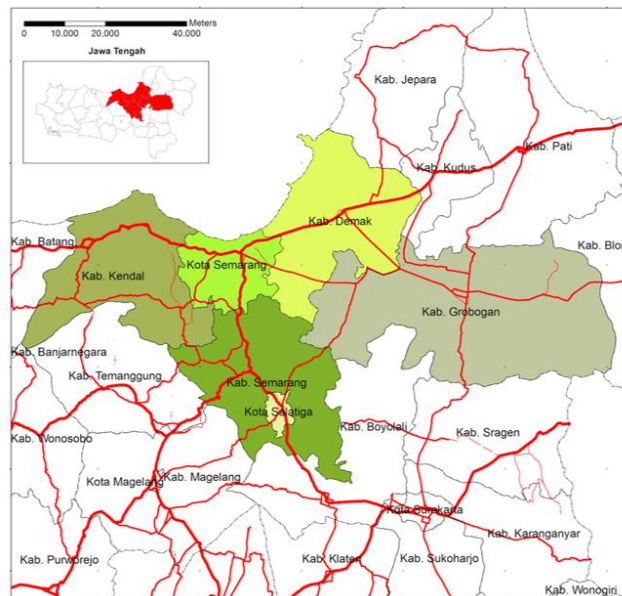 Meters
0 10.000 20.000 40.000
Jawa Tengah
Kab. Jepara
Kab. Pati
Kab. Kudus
Kab. Demak
Kab. Batang
Kota Semarang
Kab. Blor
Kab. Kendal
Kab. Grobogan
Kab. Banjarnegara
Kab. Temanggung
Kab. Semarang
Kota Salatiga
Kab. Boyolali
Kab. Sragen
Kab. Wonosobo
Kota Magelang
Kab. Magelang
Kota Surakarta
Kab. Karanganyar
Kab. Purworejo
Kab. Klaten
Kab. Sukoharjo
Kab. Wonogiri